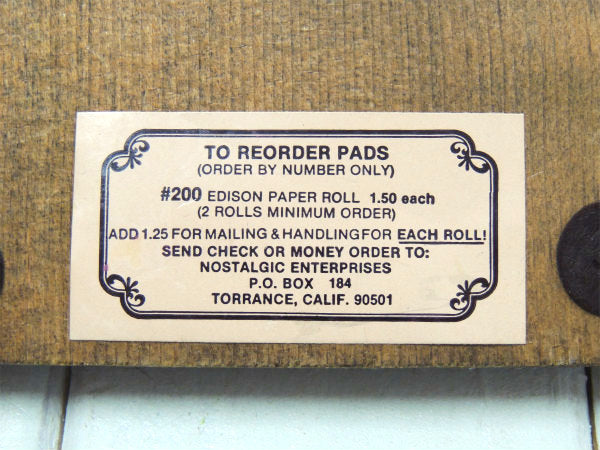 TO REORDER PADS
(ORDER BY NUMBER ONLY)
#200 EDISON PAPER ROLL 1.50 each
(2 ROLLS MINIMUM ORDER)
ADD 1.25 FOR MAILING & HANDLING FOR EACH ROLL!
SEND CHECK OR MONEY ORDER TO:
NOSTALGIC ENTERPRISES
P.O. BOX 184
TORRANCE, CALIF. 90501